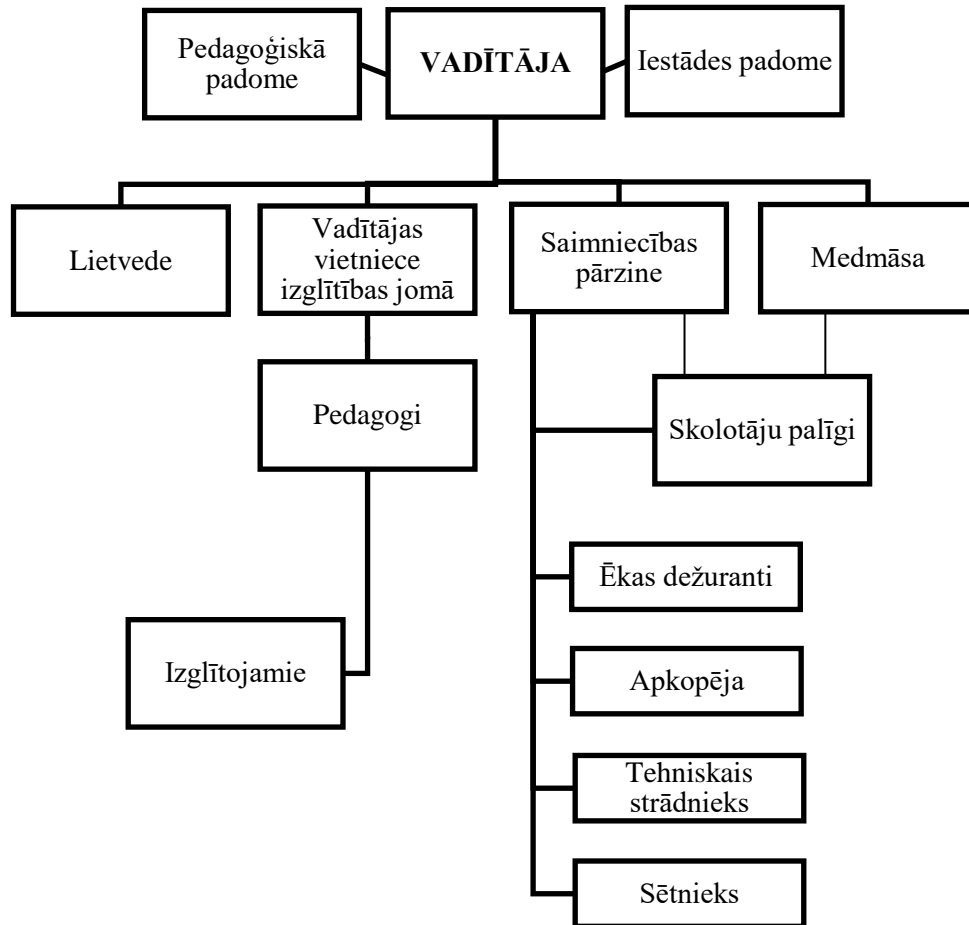 Pedagoģiskā
padome
VADĪTĀJA
Iestādes padome
Lietvede
Vadītājas
vietniece
izglītības jomā
Saimniecības
pārzine
Medmāsa
Pedagogi
Skolotāju palīgi
Ēkas dežuranti
Izglītojamie
Apkopēja
Tehniskais
strādnieks
Sētnieks